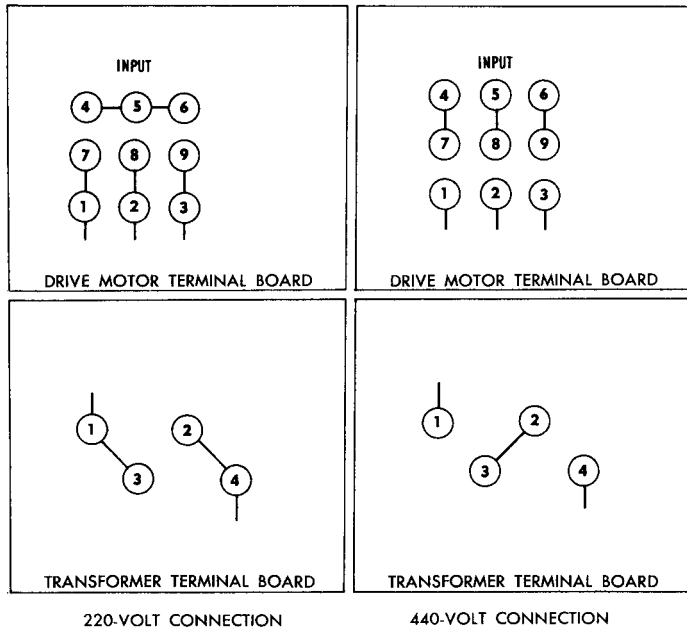 INPUT
4 5 6
7 8 9
1 2 3
DRIVE MOTOR TERMINAL BOARD
INPUT
4 5 6
7 8 9
1 2 3
DRIVE MOTOR TERMINAL BOARD
1 2
3 4
TRANSFORMER TERMINAL BOARD
1 2
3 4
TRANSFORMER TERMINAL BOARD
220-VOLT CONNECTION
440-VOLT CONNECTION